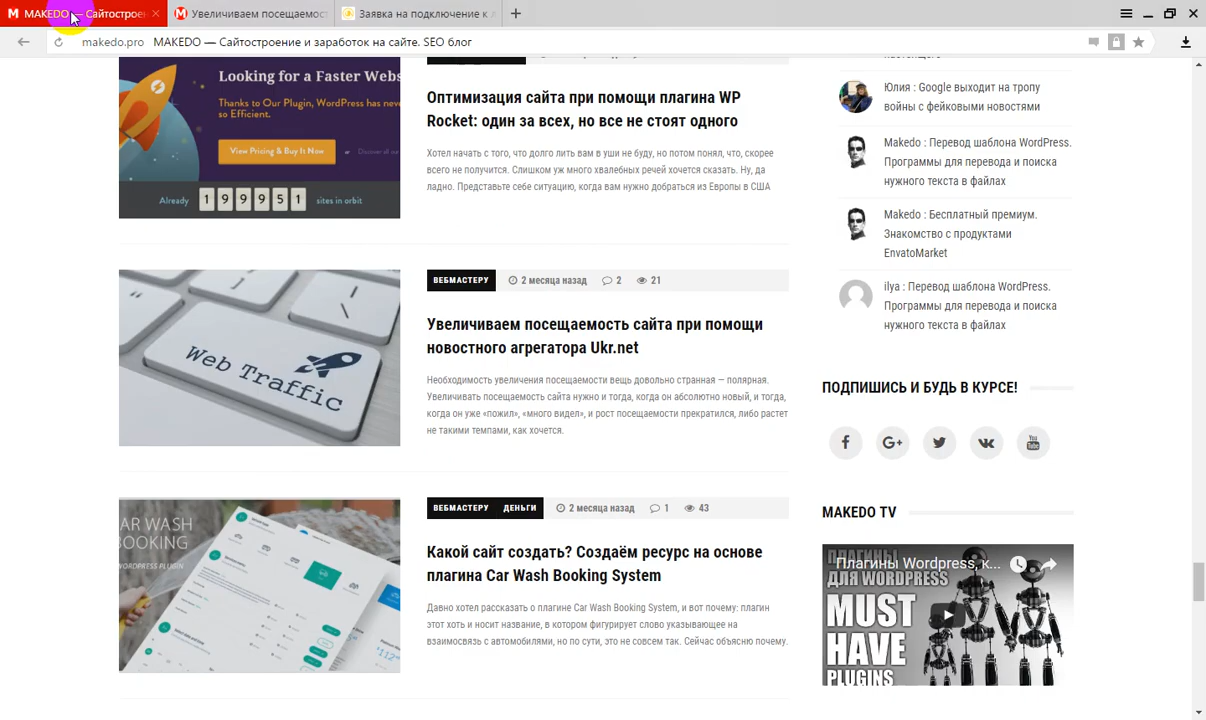 MAKEDO — Сайтостроен
Увеличиваем посещаемост
Заявка на подключение к
makedo.pro MAKEDO — Сайтостроение и заработок на сайте. SEO блог
Looking for a Faster Webs
Thanks to Our Plugin, WordPress has neve
so Efficient.
View Pricing & Buy It Now
or
Already 199951 sites in orbit
Оптимизация сайта при помощи плагина WP
Rocket: один за всех, но все не стоят одного
Хотел начать с того, что долго лить вам в уши не буду, но потом понял, что, скорее
всего не получится. Слишком уж много хвалебных речей хочется сказать. Ну, да
ладно. Представьте себе ситуацию, когда вам нужно добраться из Европы в США
Web Traffic
ВЕБМАСТЕРУ 2 месяца назад 2 21
Увеличиваем посещаемость сайта при помощи
новостного агрегатора Ukr.net
Необходимость увеличения посещаемости вещь довольно странная — полярная.
Увеличивать посещаемость сайта нужно и тогда, когда он абсолютно новый, и тогда,
когда он уже «пожил», «много видел», и рост посещаемости прекратился, либо растет
не такими темпами, как хочется.
CAR WASH
BOOKING
WORDPRESS PLUGIN
ВЕБМАСТЕРУ ДЕНЬГИ 2 месяца назад 1 43
Какой сайт создать? Создаём ресурс на основе
плагина Car Wash Booking System
Давно хотел рассказать о плагине Car Wash Booking System, и вот почему: плагин
этот хоть и носит название, в котором фигурирует слово указывающее на
взаимосвязь с автомобилями, но по сути, это не совсем так. Сейчас объясню почему.
Юлия : Google выходит на тропу
войны с фейковыми новостями
Makedo : Перевод шаблона WordPress.
Программы для перевода и поиска
нужного текста в файлах
Makedo : Бесплатный премиум.
Знакомство с продуктами
EnvatoMarket
ilya : Перевод шаблона WordPress.
Программы для перевода и поиска
нужного текста в файлах
ПОДПИШИСЬ И БУДЬ В КУРСЕ!
MAKEDO TV
Плагины Wordpress, к...
ПЛАГИНЫ
ДЛЯ WORDPRESS
MUST
HAVE
PLUGINS